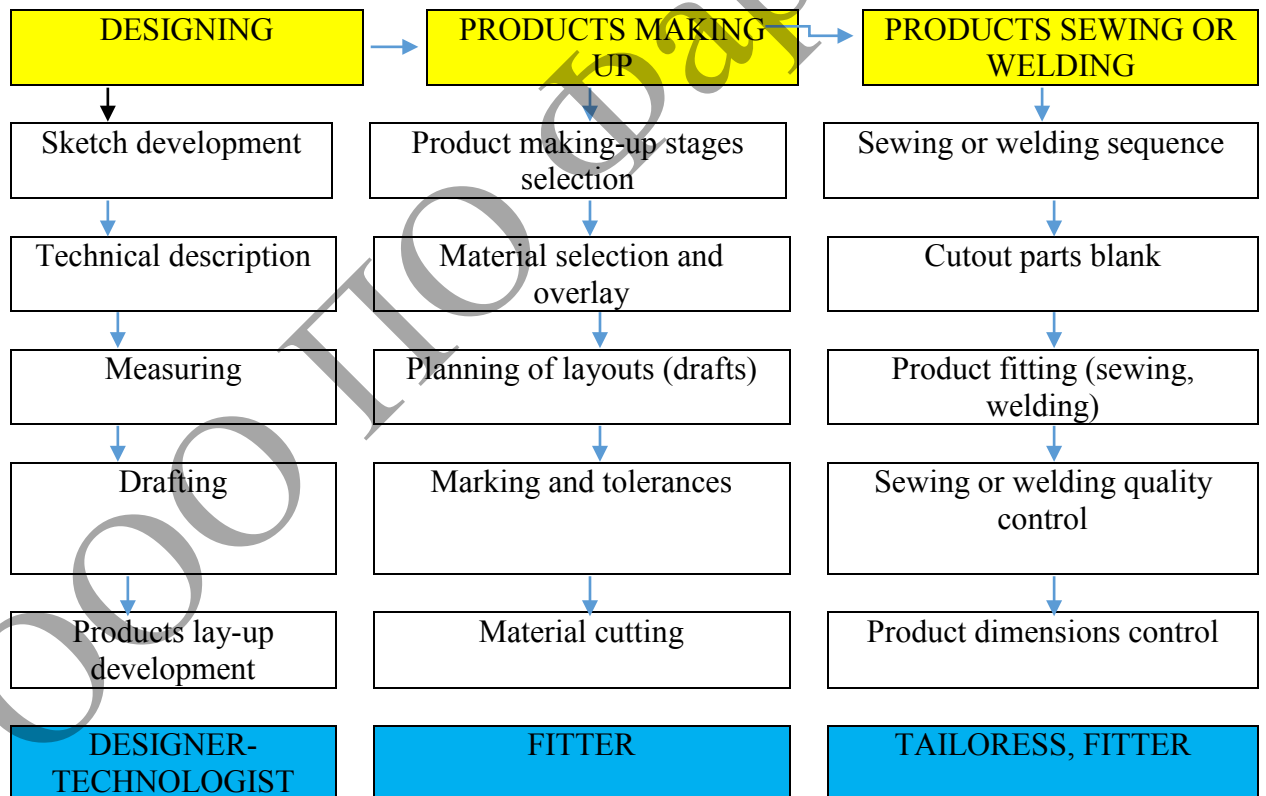 DESIGNING
Sketch development
Technical description
Measuring
Drafting
Products lay-up
development
DESIGNER-
TECHNOLOGIST
PRODUCTS MAKING
UP
Product making-up stages
selection
Material selection and
overlay
Planning of layouts (drafts)
Marking and tolerances
Material cutting
FITTER
PRODUCTS SEWING OR
WELDING
Sewing or welding sequence
Cutout parts blank
Product fitting (sewing,
welding)
Sewing or welding quality
control
Product dimensions control
TAILORESS, FITTER
ООО ПО Фар